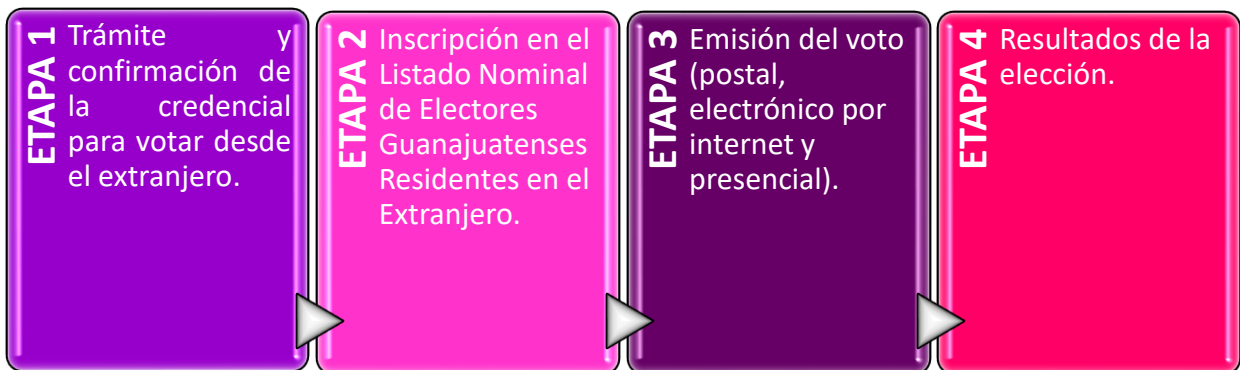 ETAPA 1
Trámite y
confirmación de
la credencial
para votar desde
el extranjero.
ETAPA 2
Inscripción en el
Listado Nominal
de Electores
Guanajuatenses
Residentes en el
Extranjero.
ETAPA 3
Emisión del voto
(postal,
electrónico por
internet y
presencial).
ETAPA 4
Resultados de la
elección.